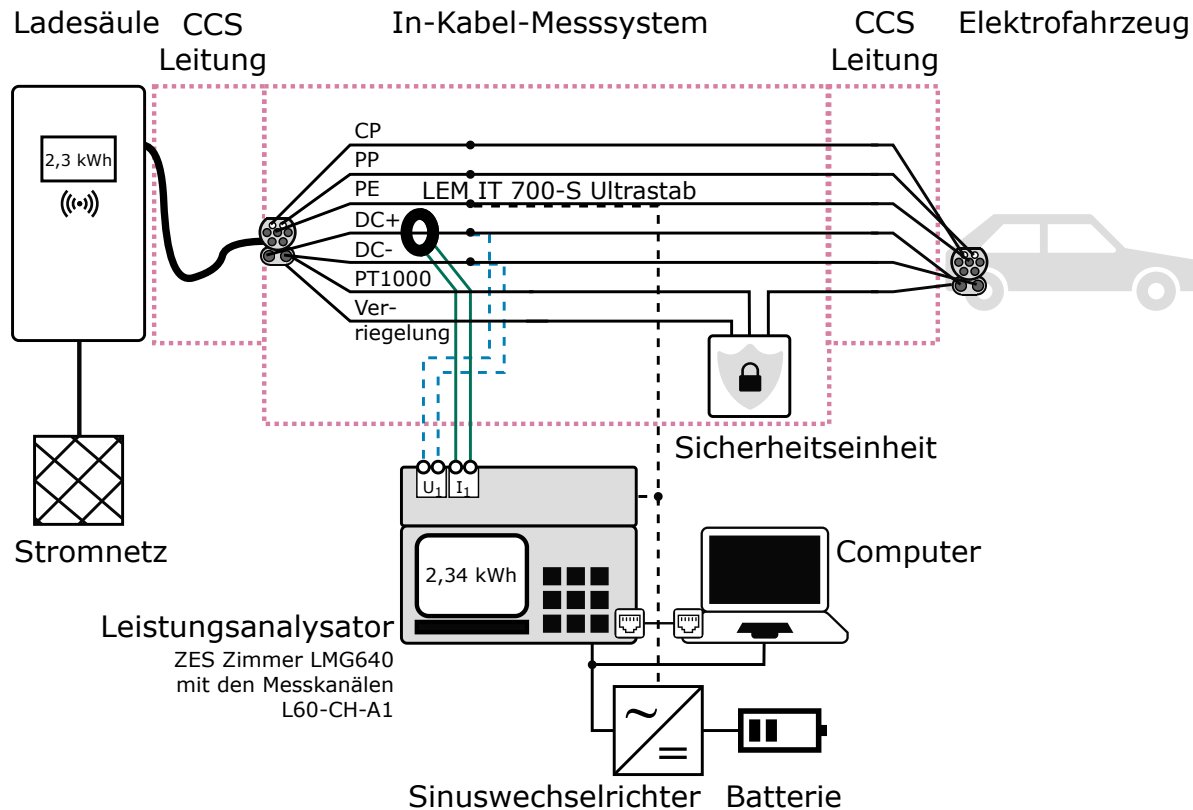 Ladesäule
CCS
Leitung
In-Kabel-Messsystem
CCS
Leitung
Elektrofahrzeug
2,3 kWh
CP
PP
PE
LEM IT 700-S Ultrastab
DC+
DC-
PT1000
Ver-
riegelung
Sicherheitseinheit
U1
I1
Stromnetz
2,34 kWh
Computer
Leistungsanalysator
ZES Zimmer LMG640
mit den Messkanälen
L60-CH-A1
Sinuswechselrichter
Batterie